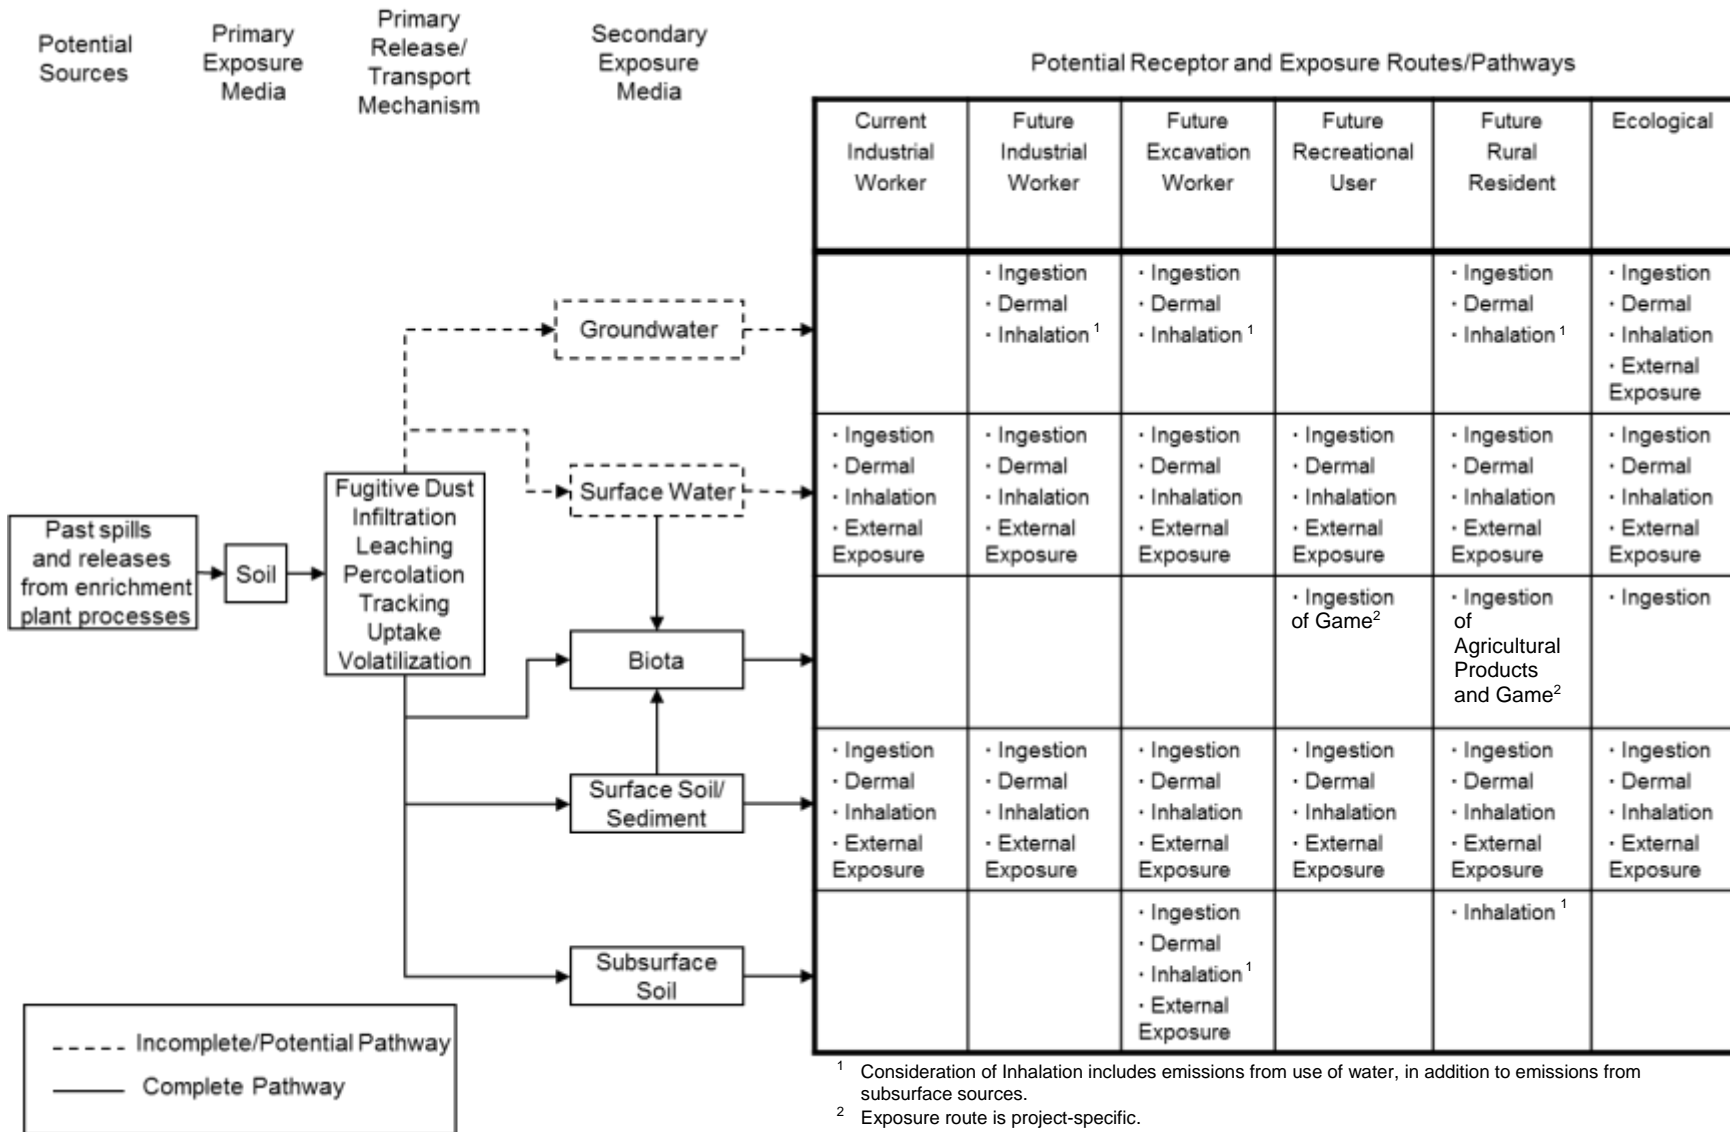 Potential
Sources
Primary
Exposure
Media
Primary
Release/
Transport
Mechanism
Secondary
Exposure
Media
Potential Receptor and Exposure Routes/Pathways
Current
Industrial
Worker
Future
Industrial
Worker
Future
Excavation
Worker
Future
Recreational
User
Future
Rural
Resident
Ecological
Past spills
and releases
from enrichment
plant processes
Soil
Fugitive Dust
Infiltration
Leaching
Percolation
Tracking
Uptake
Volatilization
Groundwater
· Ingestion
· Dermal
· Inhalation 1
· Ingestion
· Dermal
· Inhalation 1
· Ingestion
· Dermal
· Inhalation 1
· Ingestion
· Dermal
· Inhalation
· External
Exposure
Surface Water
· Ingestion
· Dermal
· Inhalation
· External
Exposure
· Ingestion
· Dermal
· Inhalation
· External
Exposure
· Ingestion
· Dermal
· Inhalation
· External
Exposure
· Ingestion
· Dermal
· Inhalation
· External
Exposure
· Ingestion
· Dermal
· Inhalation
· External
Exposure
· Ingestion
· Dermal
· Inhalation
· External
Exposure
Biota
· Ingestion
of Game2
· Ingestion
of
Agricultural
Products
and Game2
· Ingestion
Surface Soil/
Sediment
· Ingestion
· Dermal
· Inhalation
· External
Exposure
· Ingestion
· Dermal
· Inhalation
· External
Exposure
· Ingestion
· Dermal
· Inhalation
· External
Exposure
· Ingestion
· Dermal
· Inhalation
· External
Exposure
· Ingestion
· Dermal
· Inhalation
· External
Exposure
· Ingestion
· Dermal
· Inhalation
· External
Exposure
Subsurface
Soil
· Ingestion
· Dermal
· Inhalation 1
· External
Exposure
· Inhalation 1
Incomplete/Potential Pathway
Complete Pathway
1 Consideration of Inhalation includes emissions from use of water, in addition to emissions from
subsurface sources.
2 Exposure route is project-specific.